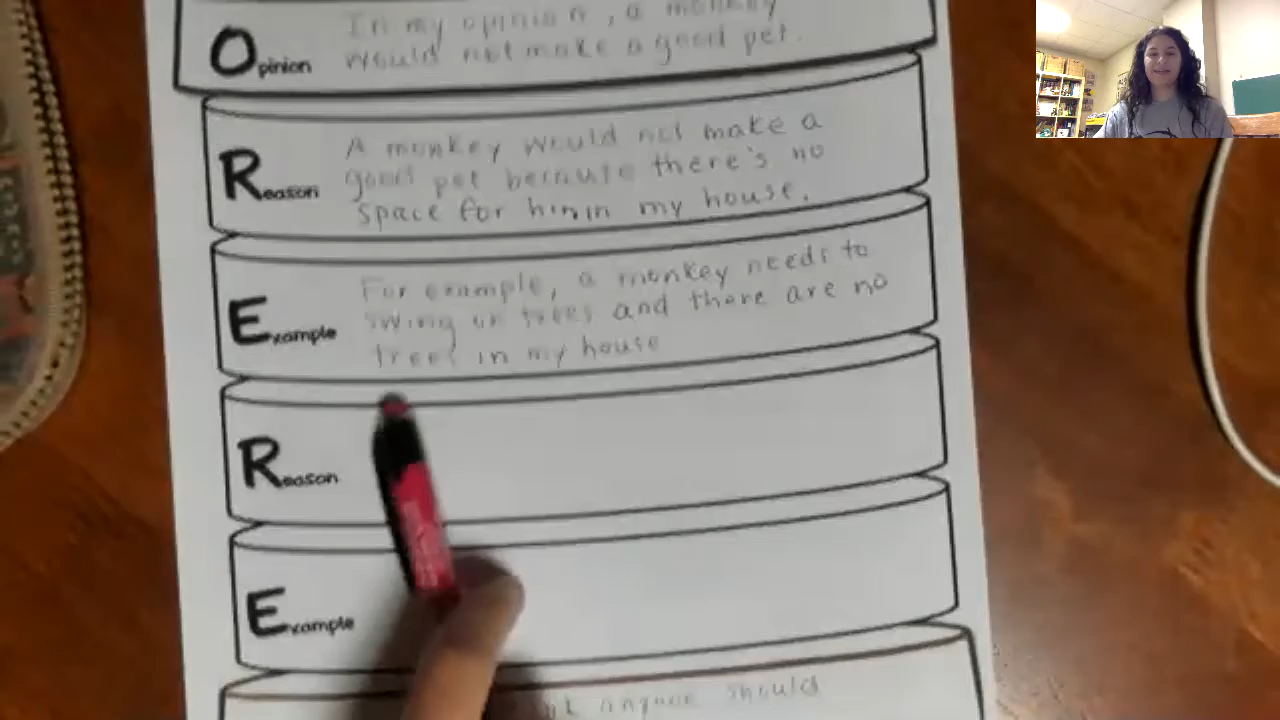 Opinion
In my opinion, a monkey
would not make a good pet.
Reason
A monkey would not make a
good pet because there's no
space for him in my house.
Example
For example, a monkey needs to
swing on trees and there are no
trees in my house
Reason
Example
anyone should